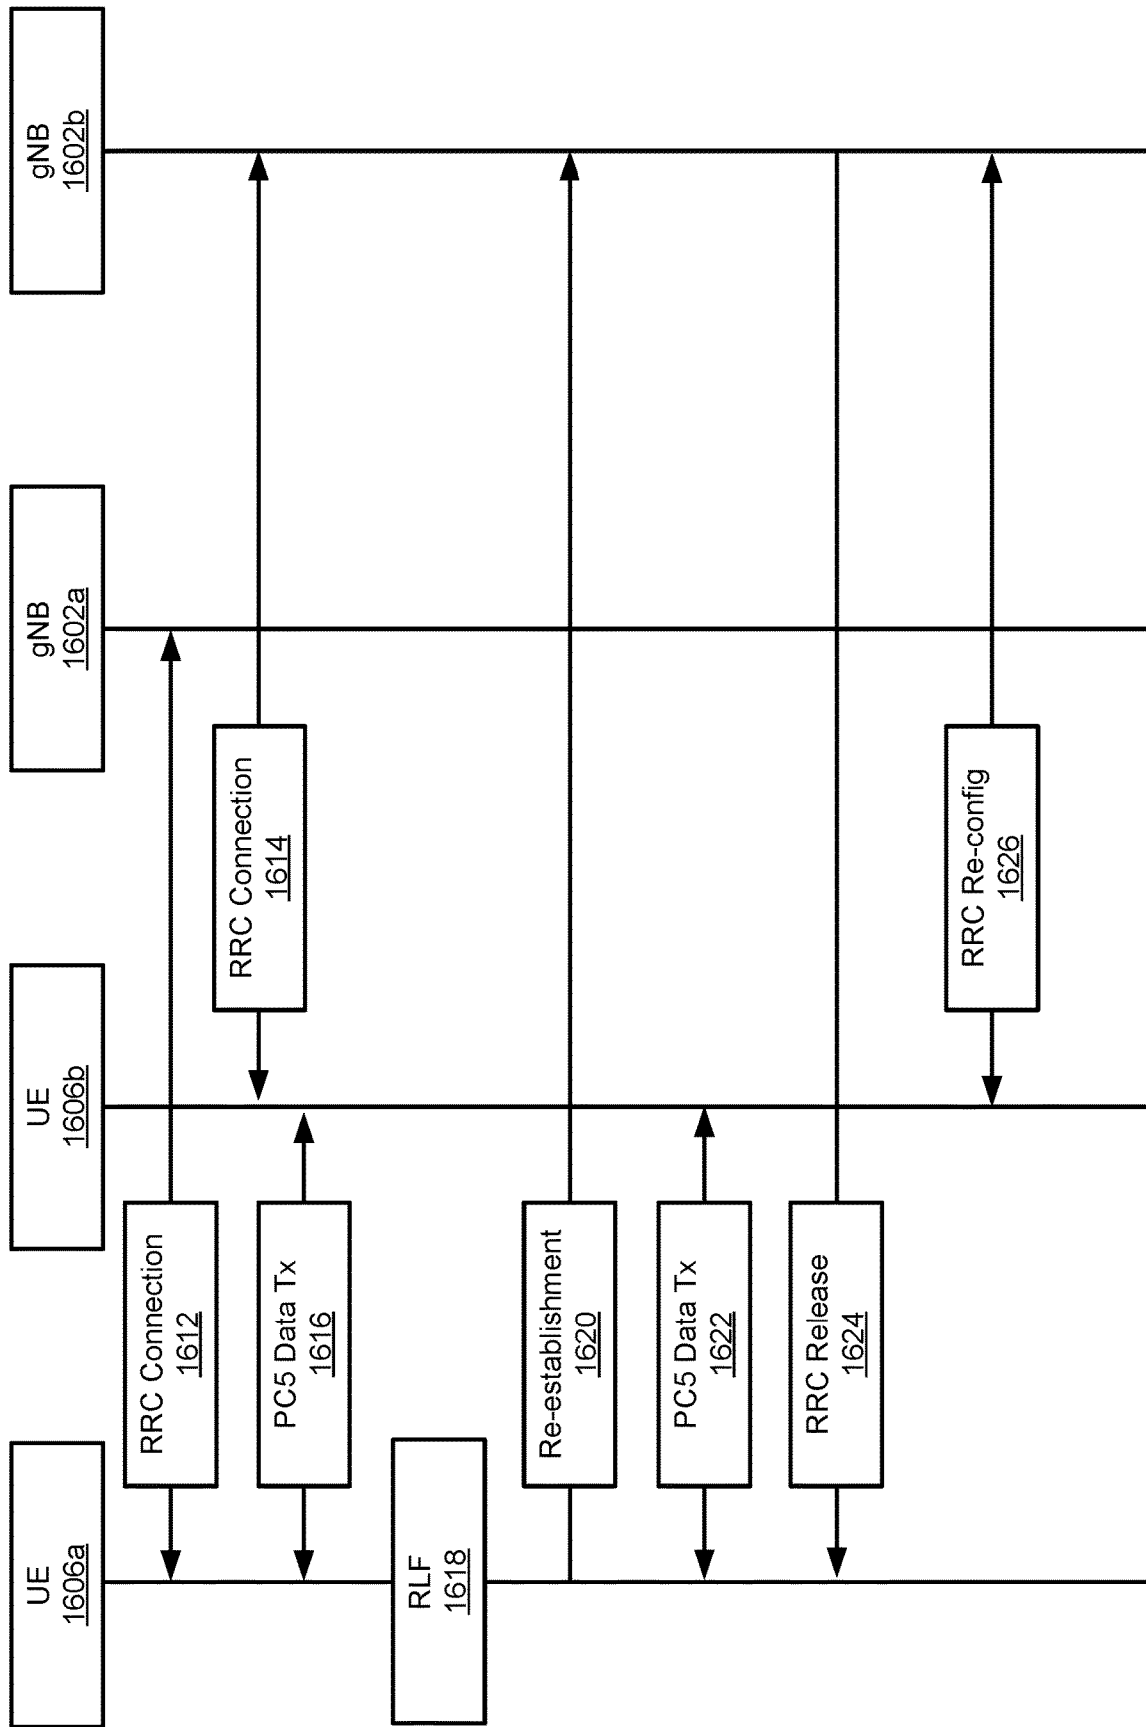 UE
1606a
UE
1606b
gNB
1602a
gNB
1602b
RRC Connection
1612
RRC Connection
1614
PC5 Data Tx
1616
RLF
1618
Re-establishment
1620
PC5 Data Tx
1622
RRC Release
1624
RRC Re-config
1626